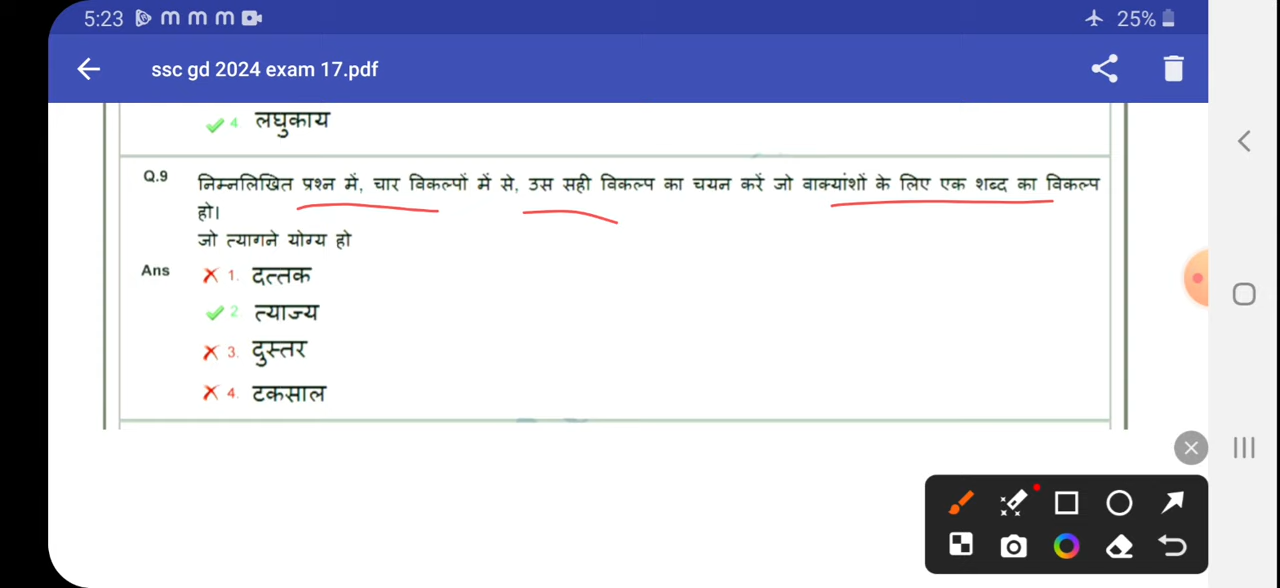 5:23
25%
ssc gd 2024 exam 17.pdf
4 लघुकाय
Q.9 निम्नलिखित प्रश्न में, चार विकल्पों में से, उस सही विकल्प का चयन करें जो वाक्यांशों के लिए एक शब्द का विकल्प
हो।
जो त्यागने योग्य हो
Ans 1. दत्तक
2. त्याज्य
3. दुस्तर
4. टकसाल